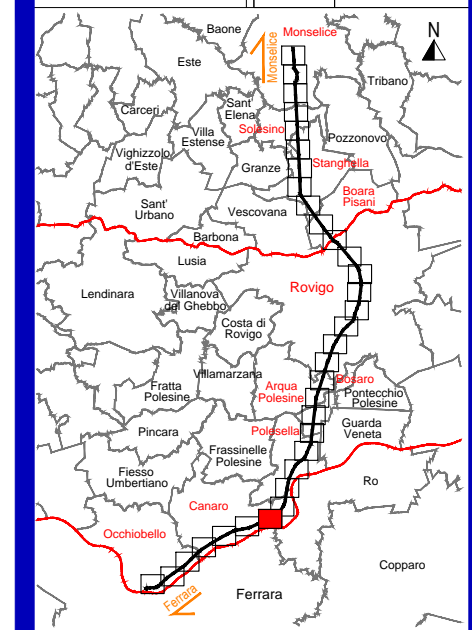 Baone
Monselice
N
Monselice
Este
Tribano
Carceri
Sant'
Elena
Solesino
Villa
Estense
Pozzonovo
Vighizzolo
d'Este
Granze
Stanghella
Boara
Pisani
Sant'
Urbano
Vescovana
Barbona
Lusia
Rovigo
Lendinara
Villanova
del Ghebbo
Costa di
Rovigo
Villamarzana
Bosaro
Fratta
Polesine
Arqua
Polesine
Pontecchio
Polesine
Pincara
Polesella
Guarda
Veneta
Frassinelle
Polesine
Fiesso
Umbertiano
Ro
Canaro
Occhiobello
Copparo
Ferrara
Ferrara